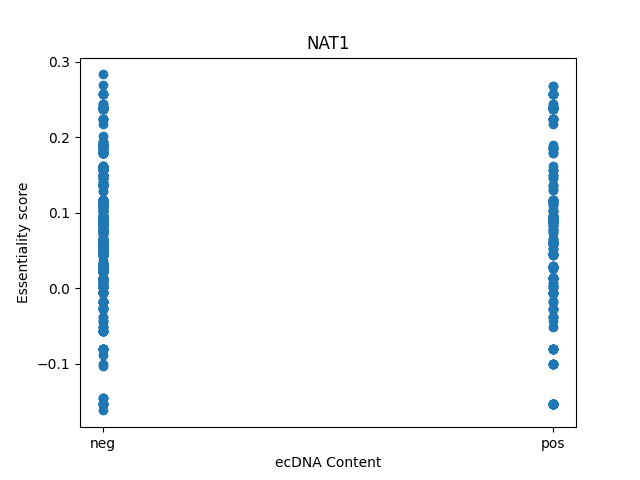 NAT1
0.3
0.2
0.1
0.0
−0.1
Essentiality score
neg
pos
ecDNA Content